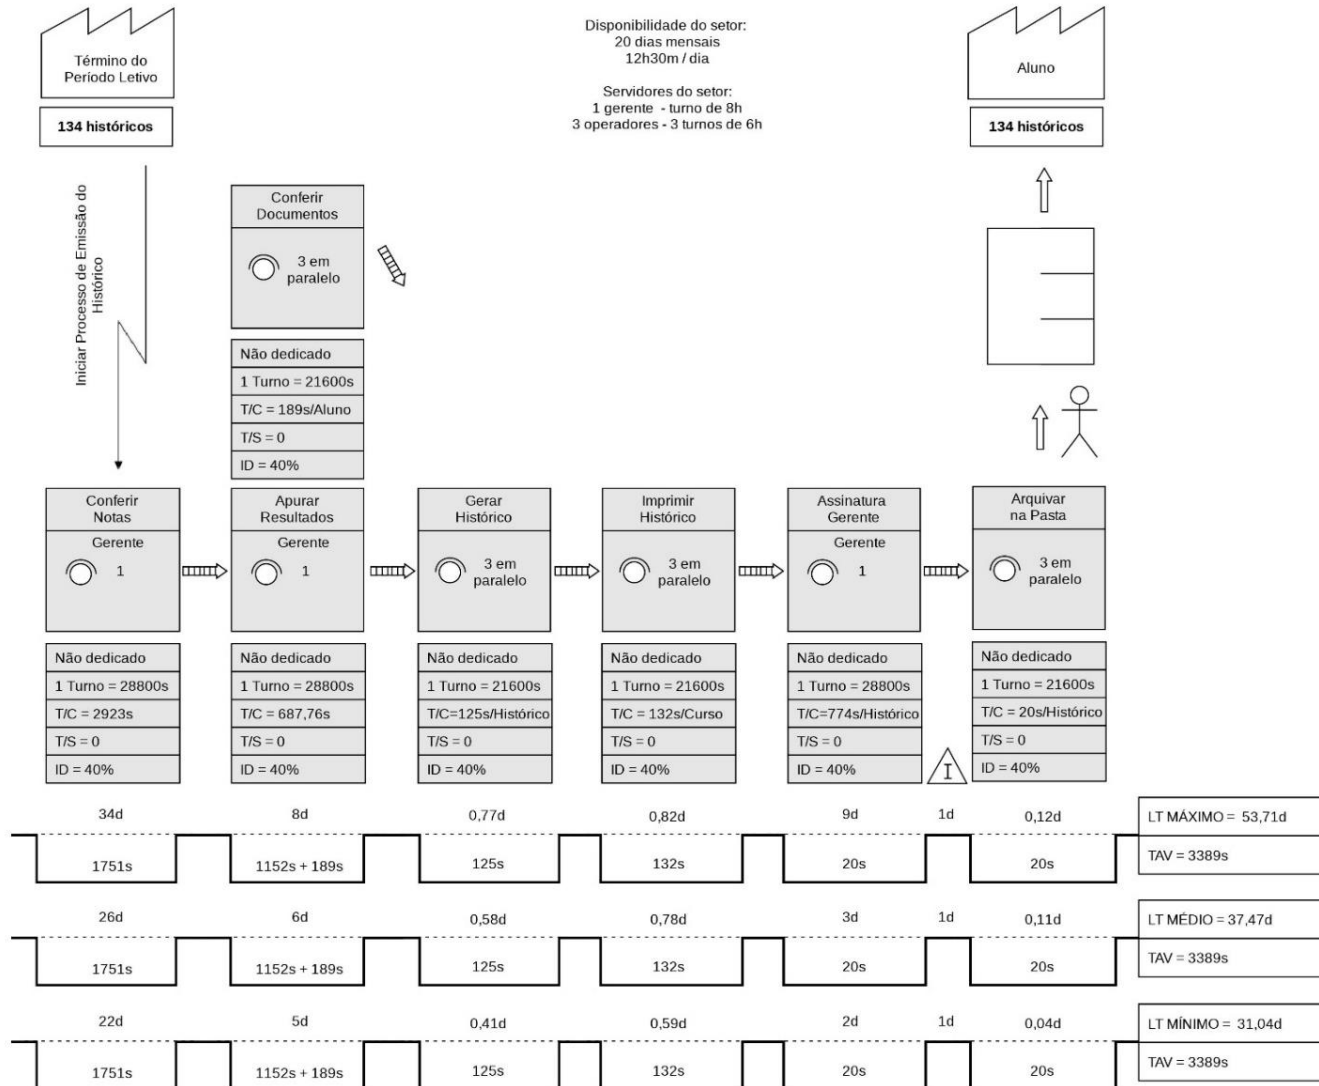 Término do
Período Letivo
134 históricos
Disponibilidade do setor:
20 dias mensais
12h30m / dia
Servidores do setor:
1 gerente - turno de 8h
3 operadores - 3 turnos de 6h
Aluno
134 históricos
Iniciar Processo de Emissão do
Histórico
Conferir
Documentos
3 em
paralelo
Não dedicado
1 Turno = 21600s
T/C = 189s/Aluno
T/S = 0
ID = 40%
Conferir
Notas
Gerente
1
Não dedicado
1 Turno = 28800s
T/C = 2923s
T/S = 0
ID = 40%
Apurar
Resultados
Gerente
1
Não dedicado
1 Turno = 28800s
T/C = 687,76s
T/S = 0
ID = 40%
Gerar
Histórico
3 em
paralelo
Não dedicado
1 Turno = 21600s
T/C=125s/Histórico
T/S = 0
ID = 40%
Imprimir
Histórico
3 em
paralelo
Não dedicado
1 Turno = 21600s
T/C = 132s/Curso
T/S = 0
ID = 40%
Assinatura
Gerente
Gerente
1
Não dedicado
1 Turno = 28800s
T/C=774s/Histórico
T/S = 0
ID = 40%
I
Arquivar
na Pasta
3 em
paralelo
Não dedicado
1 Turno = 21600s
T/C = 20s/Histórico
T/S = 0
ID = 40%
34d 8d 0,77d 0,82d 9d 1d 0,12d LT MÁXIMO = 53,71d
1751s 1152s + 189s 125s 132s 20s 20s TAV = 3389s
26d 6d 0,58d 0,78d 3d 1d 0,11d LT MÉDIO = 37,47d
1751s 1152s + 189s 125s 132s 20s 20s TAV = 3389s
22d 5d 0,41d 0,59d 2d 1d 0,04d LT MÍNIMO = 31,04d
1751s 1152s + 189s 125s 132s 20s 20s TAV = 3389s